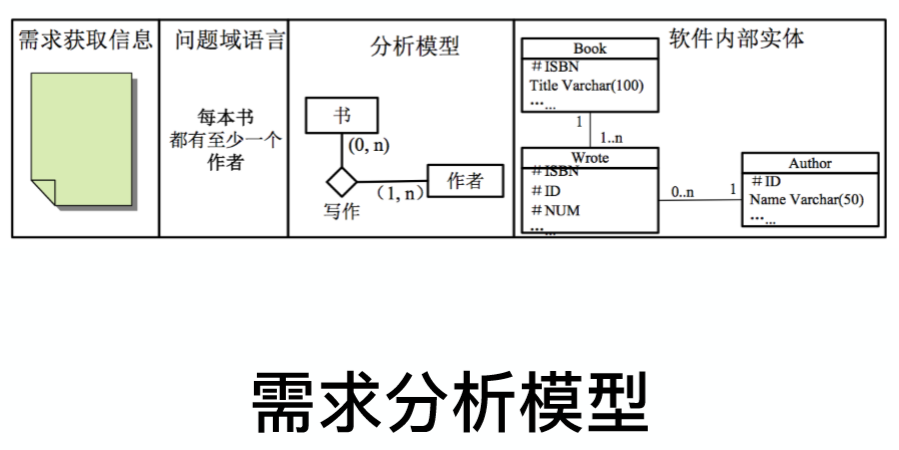 需求获取信息
问题域语言
每本书
都有至少一个
作者
分析模型
书
(0, n)
写作
(1, n)
作者
软件内部实体
Book
#ISBN
Title Varchar(100)
……
1
1..n
Wrote
#ISBN
#ID
#NUM
……
0..n
1
Author
#ID
Name Varchar(50)
……
需求分析模型